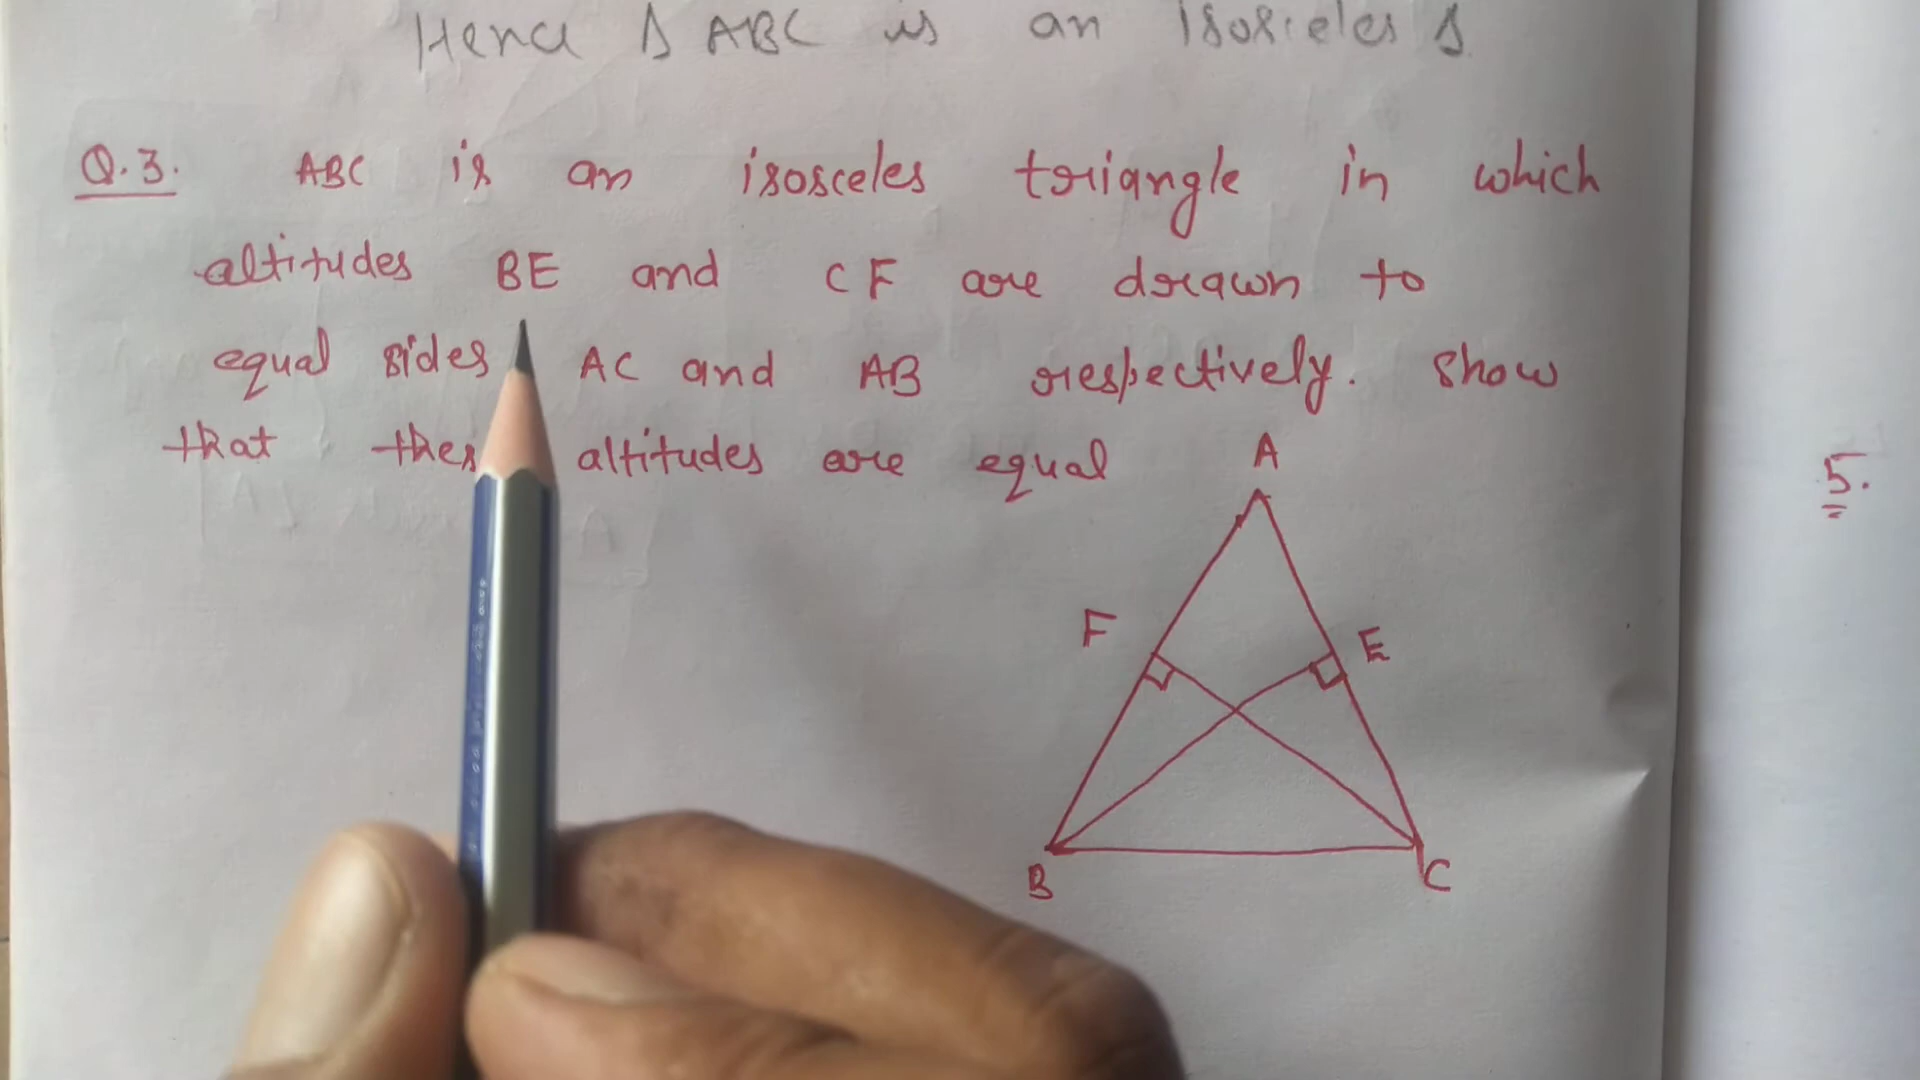 Hence Δ ABC is an Isosceles Δ
Q.3. ABC is an isosceles triangle in which
altitudes BE and CF are drawn to
equal sides AC and AB respectively. Show
that altitudes are equal
A
5.
F
E
B
C